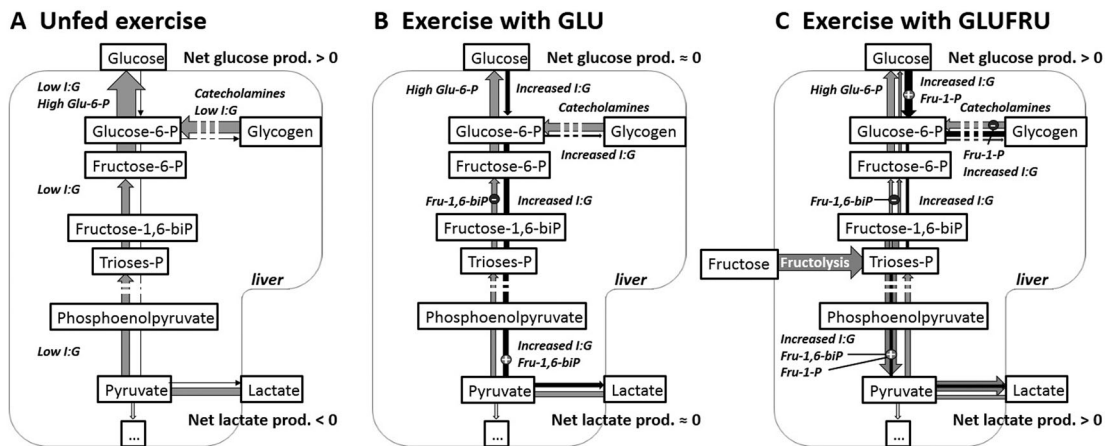 A Unfed exercise
Glucose
Net glucose prod. > 0
Low I:G
High Glu-6-P
Catecholamines
Low I:G
Glucose-6-P
Glycogen
Fructose-6-P
Low I:G
Fructose-1,6-biP
Trioses-P
liver
Phosphoenolpyruvate
Low I:G
Pyruvate
Lactate
Net lactate prod. < 0
...
B Exercise with GLU
Glucose
Net glucose prod. ≈ 0
High Glu-6-P
Increased I:G
Catecholamines
Glucose-6-P
Glycogen
Increased I:G
Fructose-6-P
Fru-1,6-biP
Increased I:G
Fructose-1,6-biP
Trioses-P
liver
Phosphoenolpyruvate
Increased I:G
Fru-1,6-biP
Pyruvate
Lactate
Net lactate prod. ≈ 0
...
C Exercise with GLUFRU
Glucose
Net glucose prod. > 0
High Glu-6-P
Increased I:G
Fru-1-P
Catecholamines
Glucose-6-P
Glycogen
Fru-1-P
Increased I:G
Fructose-6-P
Fru-1,6-biP
Increased I:G
Fructose-1,6-biP
Fructose
Fructolysis
Trioses-P
liver
Phosphoenolpyruvate
Increased I:G
Fru-1,6-biP
Fru-1-P
Pyruvate
Lactate
Net lactate prod. > 0
...